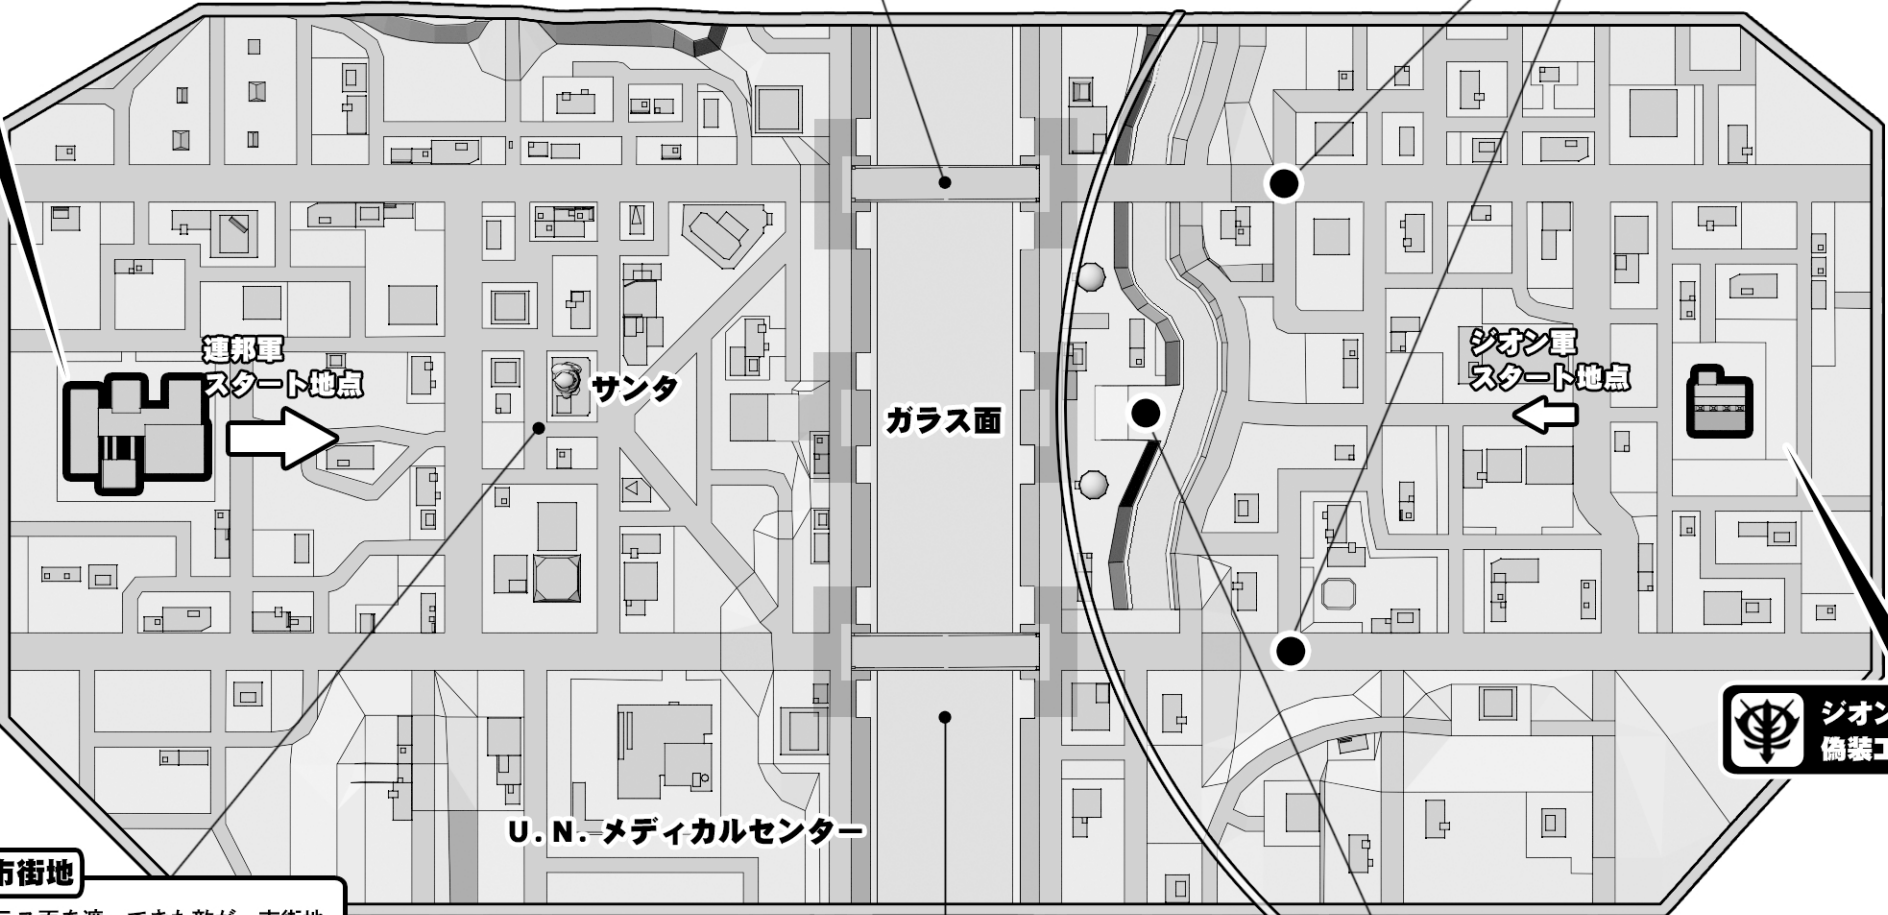 連邦軍
スタート地点
サンタ
ガラス面
ジオン軍
スタート地点
U.N.メディカルセンター
ジオン
偽装工
市街地